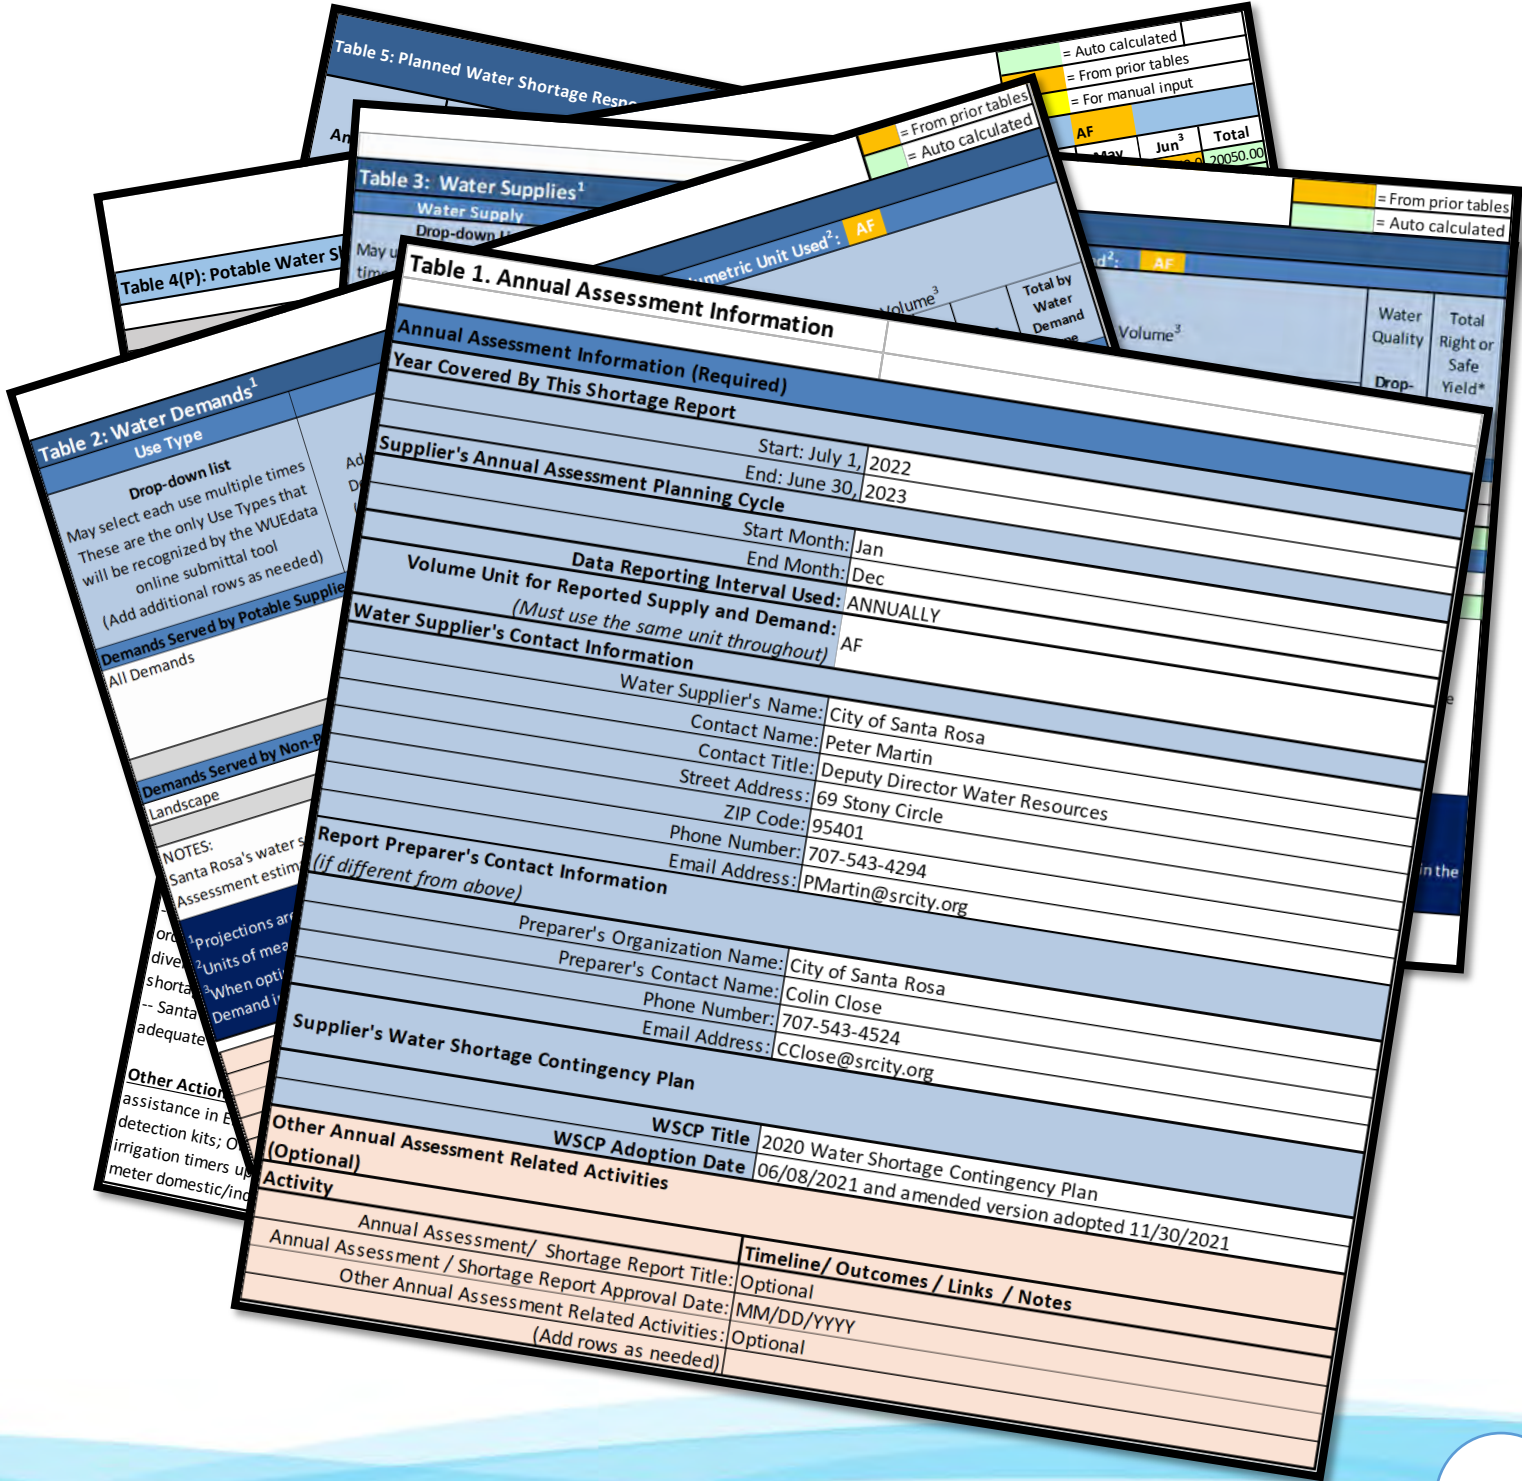 Table 5: Planned Water Shortage
= Auto calculated
= From prior tables
= For manual input
AF
Jun3
Total
20050.00
= From prior tables
= Auto calculated
Table 3: Water Supplies1
Water Supply
Drop-down
May
Volumetric Unit Used2: AF
Volume3
Total by
Water
Demand
= From prior tables
= Auto calculated
AF
Volume3
Water
Quality
Drop-
Total
Right or
Safe
Yield*
in the
Table 4(P): Potable Water
Table 2: Water Demands1
Use Type
Drop-down list
May select each use multiple times
These are the only Use Types that
will be recognized by the WUEdata
online submittal tool
(Add additional rows as needed)
Demands Served by Potable
All Demands
Demands Served by
Landscape
NOTES:
Santa Rosa's water
Assessment
1Projections
2Units of
3When
Demand
shorta
-- Santa
adequate
Other Action
assistance in
detection kits;
irrigation timers
meter domestic/
Table 1. Annual Assessment Information
Annual Assessment Information (Required)
Year Covered By This Shortage Report
Start: July 1, 2022
End: June 30, 2023
Supplier's Annual Assessment Planning Cycle
Start Month: Jan
End Month: Dec
Data Reporting Interval Used: ANNUALLY
Volume Unit for Reported Supply and Demand: AF
(Must use the same unit throughout)
Water Supplier's Contact Information
Water Supplier's Name: City of Santa Rosa
Contact Name: Peter Martin
Contact Title: Deputy Director Water Resources
Street Address: 69 Stony Circle
ZIP Code: 95401
Phone Number: 707-543-4294
Email Address: PMartin@srcity.org
Report Preparer's Contact Information
(if different from above)
Preparer's Organization Name: City of Santa Rosa
Preparer's Contact Name: Colin Close
Phone Number: 707-543-4524
Email Address: CClose@srcity.org
Supplier's Water Shortage Contingency Plan
WSCP Title 2020 Water Shortage Contingency Plan
WSCP Adoption Date 06/08/2021 and amended version adopted 11/30/2021
Other Annual Assessment Related Activities
(Optional)
Activity Timeline/ Outcomes / Links / Notes
Annual Assessment/ Shortage Report Title: Optional
Annual Assessment / Shortage Report Approval Date: MM/DD/YYYY
Other Annual Assessment Related Activities: Optional
(Add rows as needed)